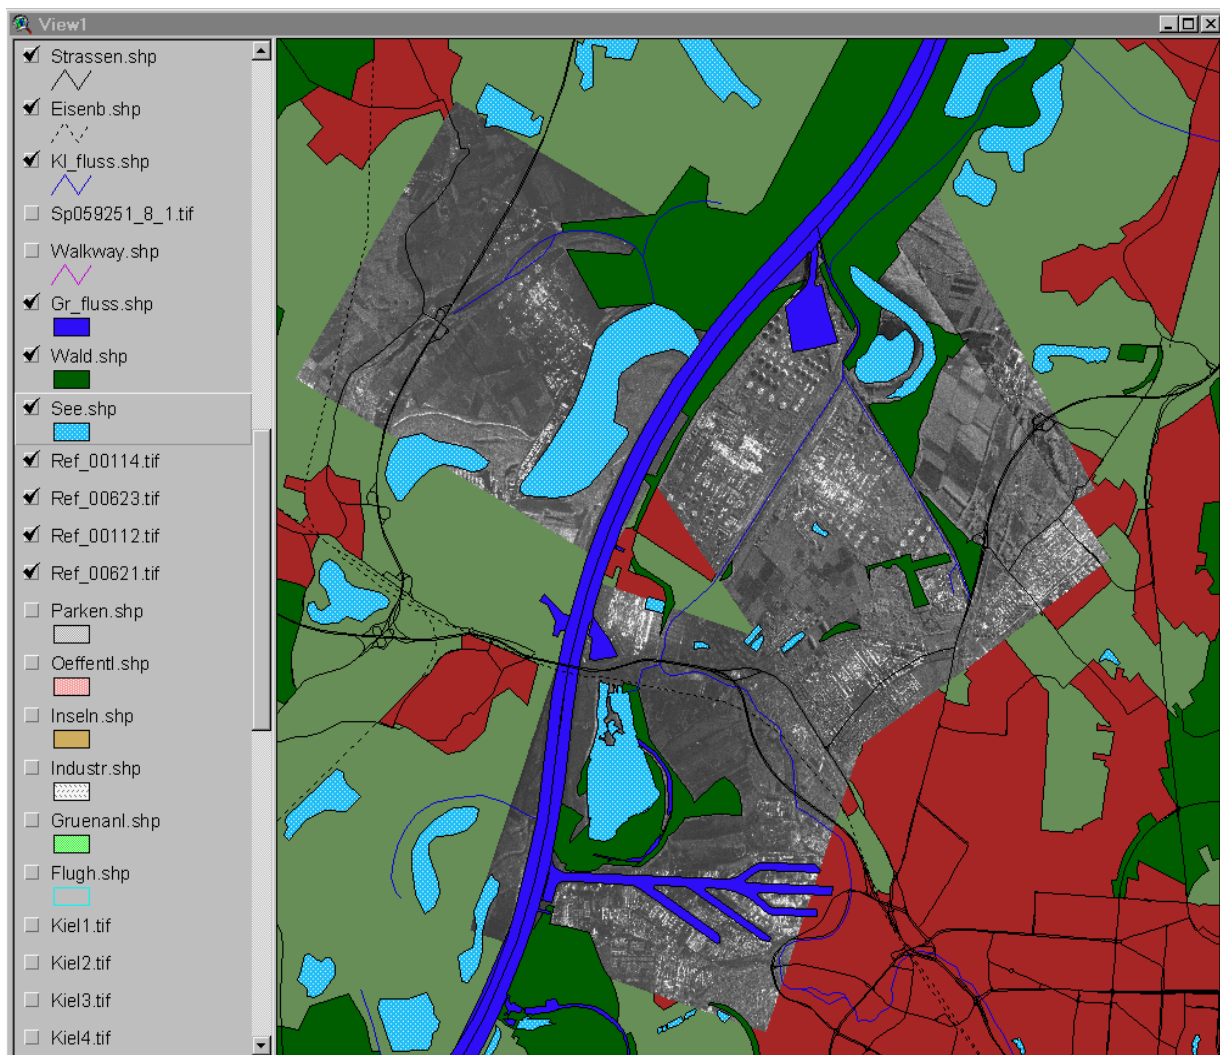 View1
Strassen.shp
Eisenb.shp
Kl_fluss.shp
Sp059251_8_1.tif
Walkway.shp
Gr_fluss.shp
Wald.shp
See.shp
Ref_00114.tif
Ref_00623.tif
Ref_00112.tif
Ref_00621.tif
Parken.shp
Oeffentl.shp
Inseln.shp
Industr.shp
Gruenanl.shp
Flugh.shp
Kiel1.tif
Kiel2.tif
Kiel3.tif
Kiel4.tif